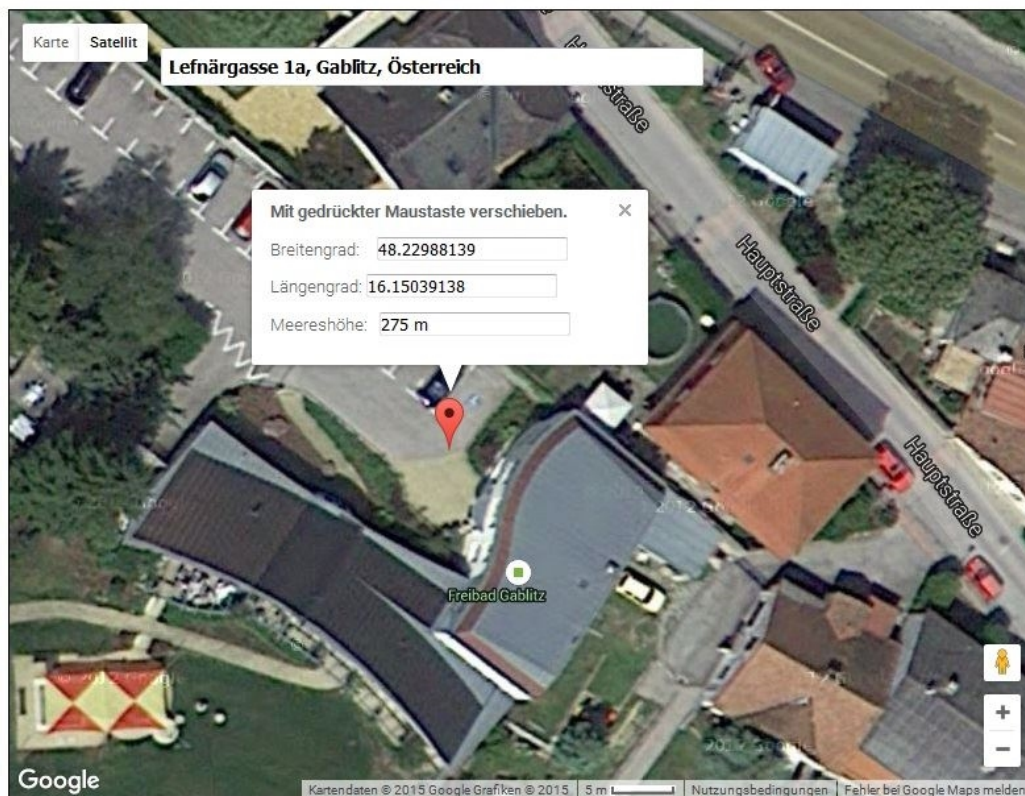 Karte Satellit
Lefnärgasse 1a, Gablitz, Österreich
Hauptstraße
Mit gedrückter Maustaste verschieben.
Breitengrad: 48.22988139
Längengrad: 16.15039138
Meereshöhe: 275 m
Hauptstraße
Hauptstraße
Freibad Gablitz
Google
Kartendaten © 2015 Google Grafiken © 2015 5 m Nutzungsbedingungen Fehler bei Google Maps melden